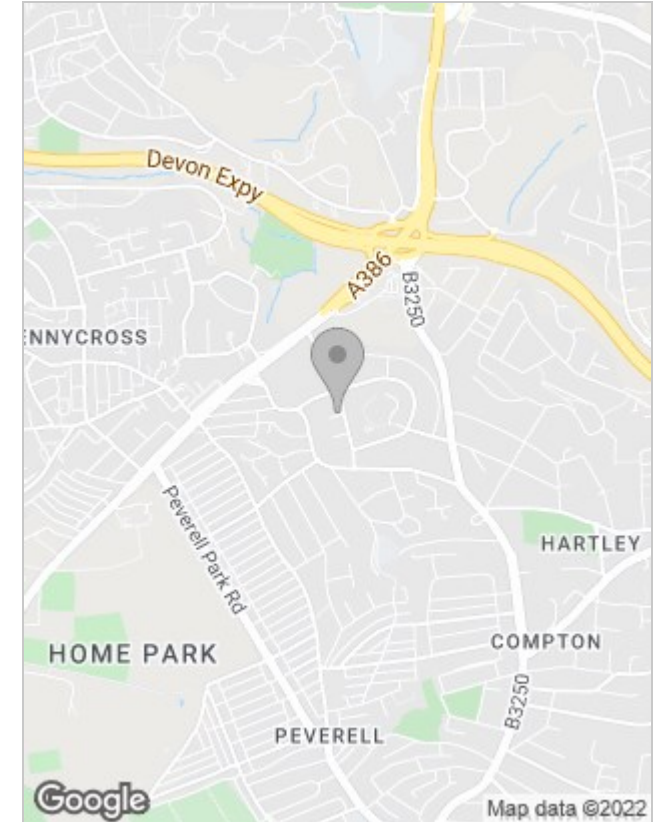 Devon Expy
A386
B3250
ENNYCROSS
Peverell Park Rd
HARTLEY
HOME PARK
COMPTON
B3250
PEVERELL
Google
Map data ©2022